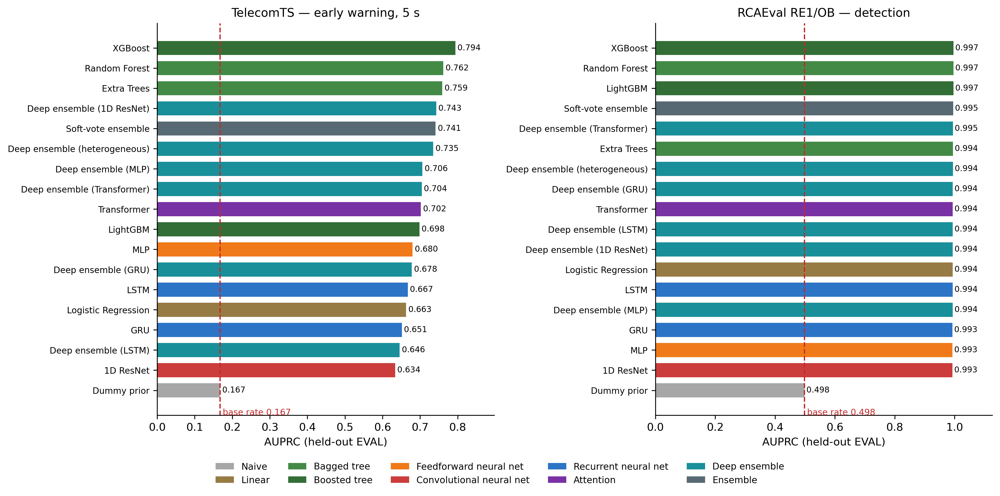 TelecomTS — early warning, 5 s
XGBoost 0.794
Random Forest 0.762
Extra Trees 0.759
Deep ensemble (1D ResNet) 0.743
Soft-vote ensemble 0.741
Deep ensemble (heterogeneous) 0.735
Deep ensemble (MLP) 0.706
Deep ensemble (Transformer) 0.704
Transformer 0.702
LightGBM 0.698
MLP 0.680
Deep ensemble (GRU) 0.678
LSTM 0.667
Logistic Regression 0.663
GRU 0.651
Deep ensemble (LSTM) 0.646
1D ResNet 0.634
Dummy prior 0.167
base rate 0.167
0.0 0.1 0.2 0.3 0.4 0.5 0.6 0.7 0.8
AUPRC (held-out EVAL)
RCAEval RE1/OB — detection
XGBoost 0.997
Random Forest 0.997
LightGBM 0.997
Soft-vote ensemble 0.995
Deep ensemble (Transformer) 0.995
Extra Trees 0.994
Deep ensemble (heterogeneous) 0.994
Deep ensemble (GRU) 0.994
Transformer 0.994
Deep ensemble (LSTM) 0.994
Deep ensemble (1D ResNet) 0.994
Logistic Regression 0.994
LSTM 0.994
Deep ensemble (MLP) 0.994
GRU 0.993
MLP 0.993
1D ResNet 0.993
Dummy prior 0.498
base rate 0.498
0.0 0.2 0.4 0.6 0.8 1.0
AUPRC (held-out EVAL)
Naive Bagged tree Feedforward neural net Recurrent neural net Deep ensemble
Linear Boosted tree Convolutional neural net Attention Ensemble